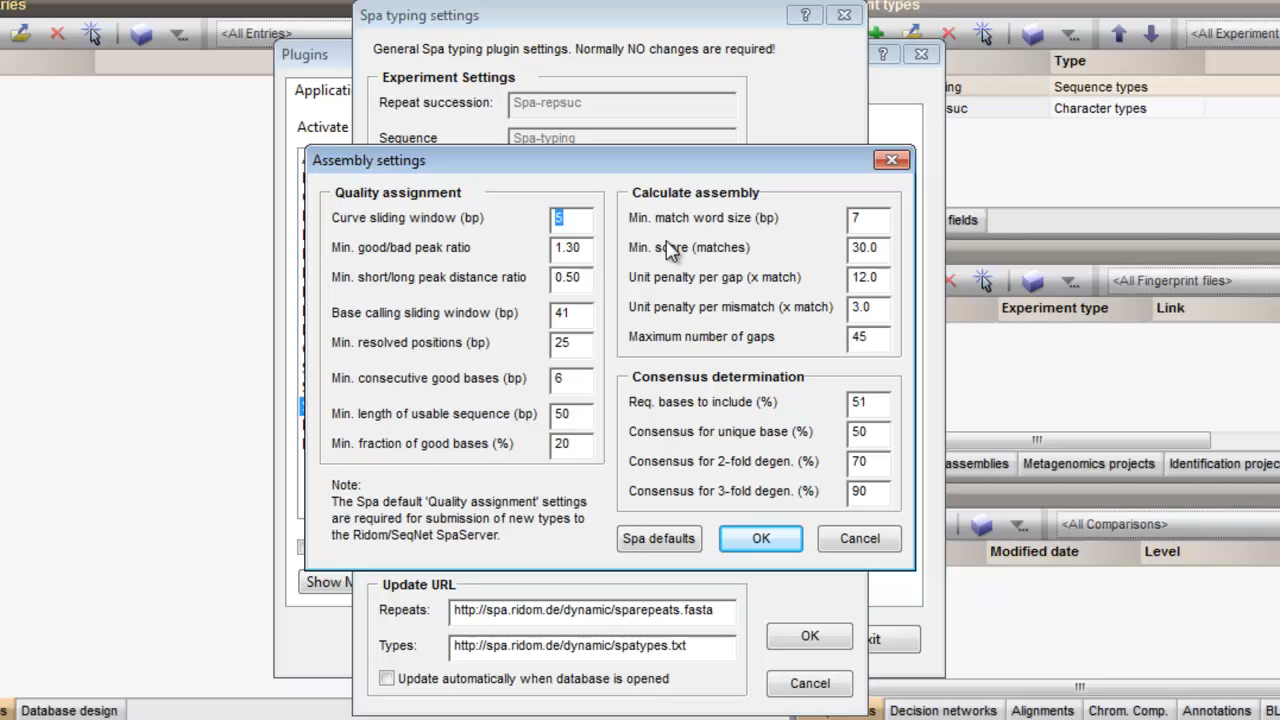 ries
<All Entries>
Spa typing settings
Plugins
Applicati
Activate
General Spa typing plugin settings. Normally NO changes are required!
Experiment Settings
Repeat succession: Spa-repsuc
Sequence Spa-typing
Assembly settings
Quality assignment
Curve sliding window (bp) 5
Min. good/bad peak ratio 1.30
Min. short/long peak distance ratio 0.50
Base calling sliding window (bp) 41
Min. resolved positions (bp) 25
Min. consecutive good bases (bp) 6
Min. length of usable sequence (bp) 50
Min. fraction of good bases (%) 20
Note:
The Spa default 'Quality assignment' settings
are required for submission of new types to
the Ridom/SeqNet SpaServer.
Calculate assembly
Min. match word size (bp) 7
Min. score (matches) 30.0
Unit penalty per gap (x match) 12.0
Unit penalty per mismatch (x match) 3.0
Maximum number of gaps 45
Consensus determination
Req. bases to include (%) 51
Consensus for unique base (%) 50
Consensus for 2-fold degen. (%) 70
Consensus for 3-fold degen. (%) 90
Spa defaults OK Cancel
Show M
Update URL
Repeats: http://spa.ridom.de/dynamic/sparepeats.fasta
Types: http://spa.ridom.de/dynamic/spatypes.txt
Update automatically when database is opened
OK
Cancel
xit
nt types
<All Experiment
Type
ing Sequence types
suc Character types
fields
<All Fingerprint files>
Experiment type Link
assemblies Metagenomics projects Identification projec
<All Comparisons>
Modified date Level
s Database design
s Decision networks Alignments Chrom. Comp. Annotations BL